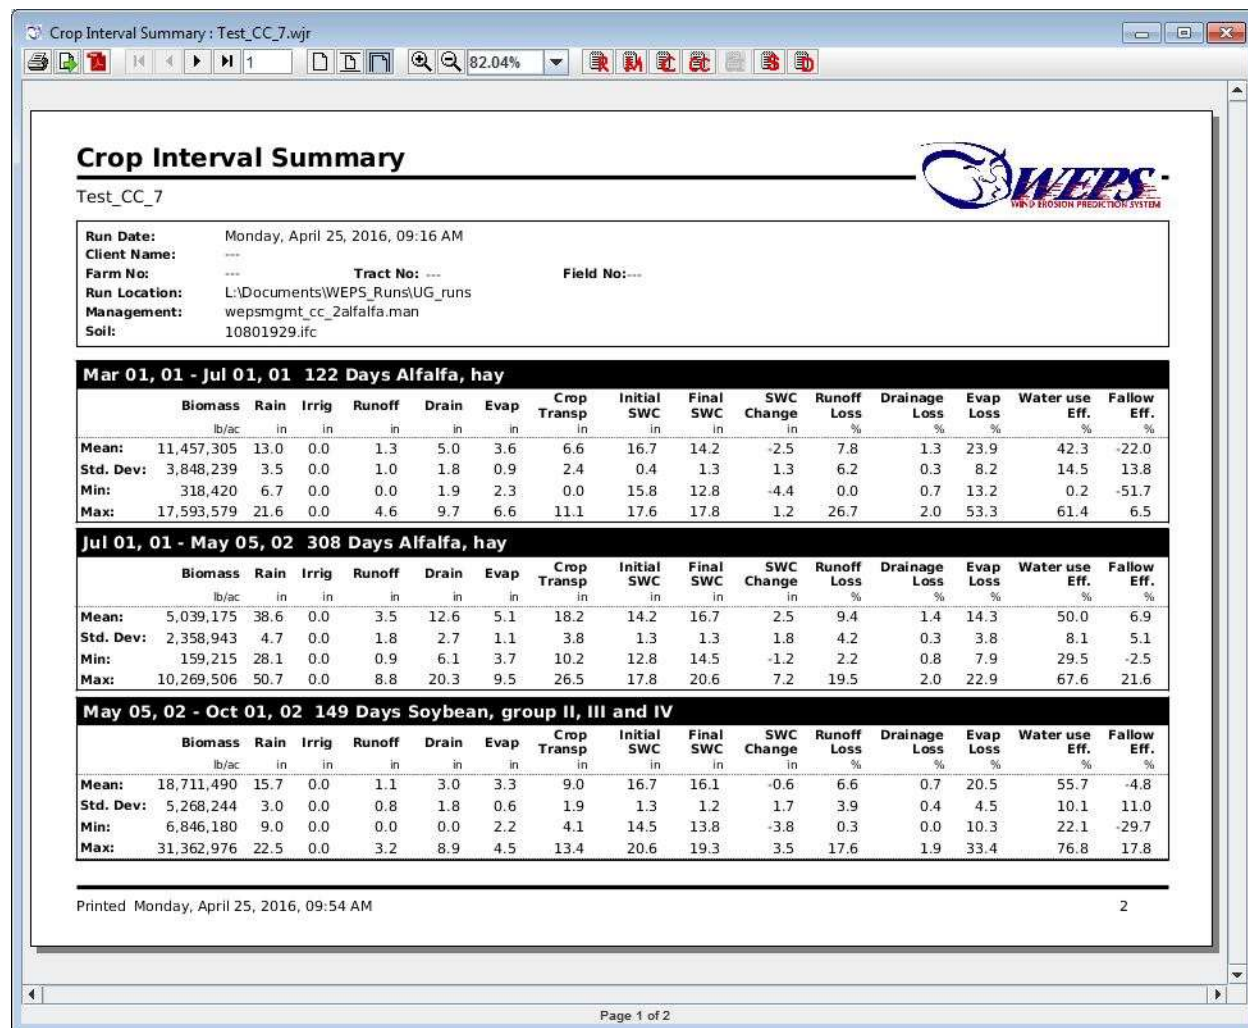 Crop Interval Summary : Test_CC_7.wjr
1 82.04% R M C CC S D
Crop Interval Summary
WEPS
WIND EROSION PREDICTION SYSTEM
Test_CC_7
Run Date: Monday, April 25, 2016, 09:16 AM
Client Name: ---
Farm No: --- Tract No: --- Field No:---
Run Location: L:\Documents\WEPS_Runs\UG_runs
Management: wepsmgmt_cc_2alfalfa.man
Soil: 10801929.ifc
Mar 01, 01 - Jul 01, 01 122 Days Alfalfa, hay
Biomass Rain Irrig Runoff Drain Evap Crop Transp Initial SWC Final SWC SWC Change Runoff Loss Drainage Loss Evap Loss Water use Eff. Fallow Eff.
lb/ac in in in in in in in in in % % % % %
Mean: 11,457,305 13.0 0.0 1.3 5.0 3.6 6.6 16.7 14.2 -2.5 7.8 1.3 23.9 42.3 -22.0
Std. Dev: 3,848,239 3.5 0.0 1.0 1.8 0.9 2.4 0.4 1.3 1.3 6.2 0.3 8.2 14.5 13.8
Min: 318,420 6.7 0.0 0.0 1.9 2.3 0.0 15.8 12.8 -4.4 0.0 0.7 13.2 0.2 -51.7
Max: 17,593,579 21.6 0.0 4.6 9.7 6.6 11.1 17.6 17.8 1.2 26.7 2.0 53.3 61.4 6.5
Jul 01, 01 - May 05, 02 308 Days Alfalfa, hay
Biomass Rain Irrig Runoff Drain Evap Crop Transp Initial SWC Final SWC SWC Change Runoff Loss Drainage Loss Evap Loss Water use Eff. Fallow Eff.
lb/ac in in in in in in in in in % % % % %
Mean: 5,039,175 38.6 0.0 3.5 12.6 5.1 18.2 14.2 16.7 2.5 9.4 1.4 14.3 50.0 6.9
Std. Dev: 2,358,943 4.7 0.0 1.8 2.7 1.1 3.8 1.3 1.3 1.8 4.2 0.3 3.8 8.1 5.1
Min: 159,215 28.1 0.0 0.9 6.1 3.7 10.2 12.8 14.5 -1.2 2.2 0.8 7.9 29.5 -2.5
Max: 10,269,506 50.7 0.0 8.8 20.3 9.5 26.5 17.8 20.6 7.2 19.5 2.0 22.9 67.6 21.6
May 05, 02 - Oct 01, 02 149 Days Soybean, group II, III and IV
Biomass Rain Irrig Runoff Drain Evap Crop Transp Initial SWC Final SWC SWC Change Runoff Loss Drainage Loss Evap Loss Water use Eff. Fallow Eff.
lb/ac in in in in in in in in in % % % % %
Mean: 18,711,490 15.7 0.0 1.1 3.0 3.3 9.0 16.7 16.1 -0.6 6.6 0.7 20.5 55.7 -4.8
Std. Dev: 5,268,244 3.0 0.0 0.8 1.8 0.6 1.9 1.3 1.2 1.7 3.9 0.4 4.5 10.1 11.0
Min: 6,846,180 9.0 0.0 0.0 0.0 2.2 4.1 14.5 13.8 -3.8 0.3 0.0 10.3 22.1 -29.7
Max: 31,362,976 22.5 0.0 3.2 8.9 4.5 13.4 20.6 19.3 3.5 17.6 1.9 33.4 76.8 17.8
Printed Monday, April 25, 2016, 09:54 AM 2
Page 1 of 2